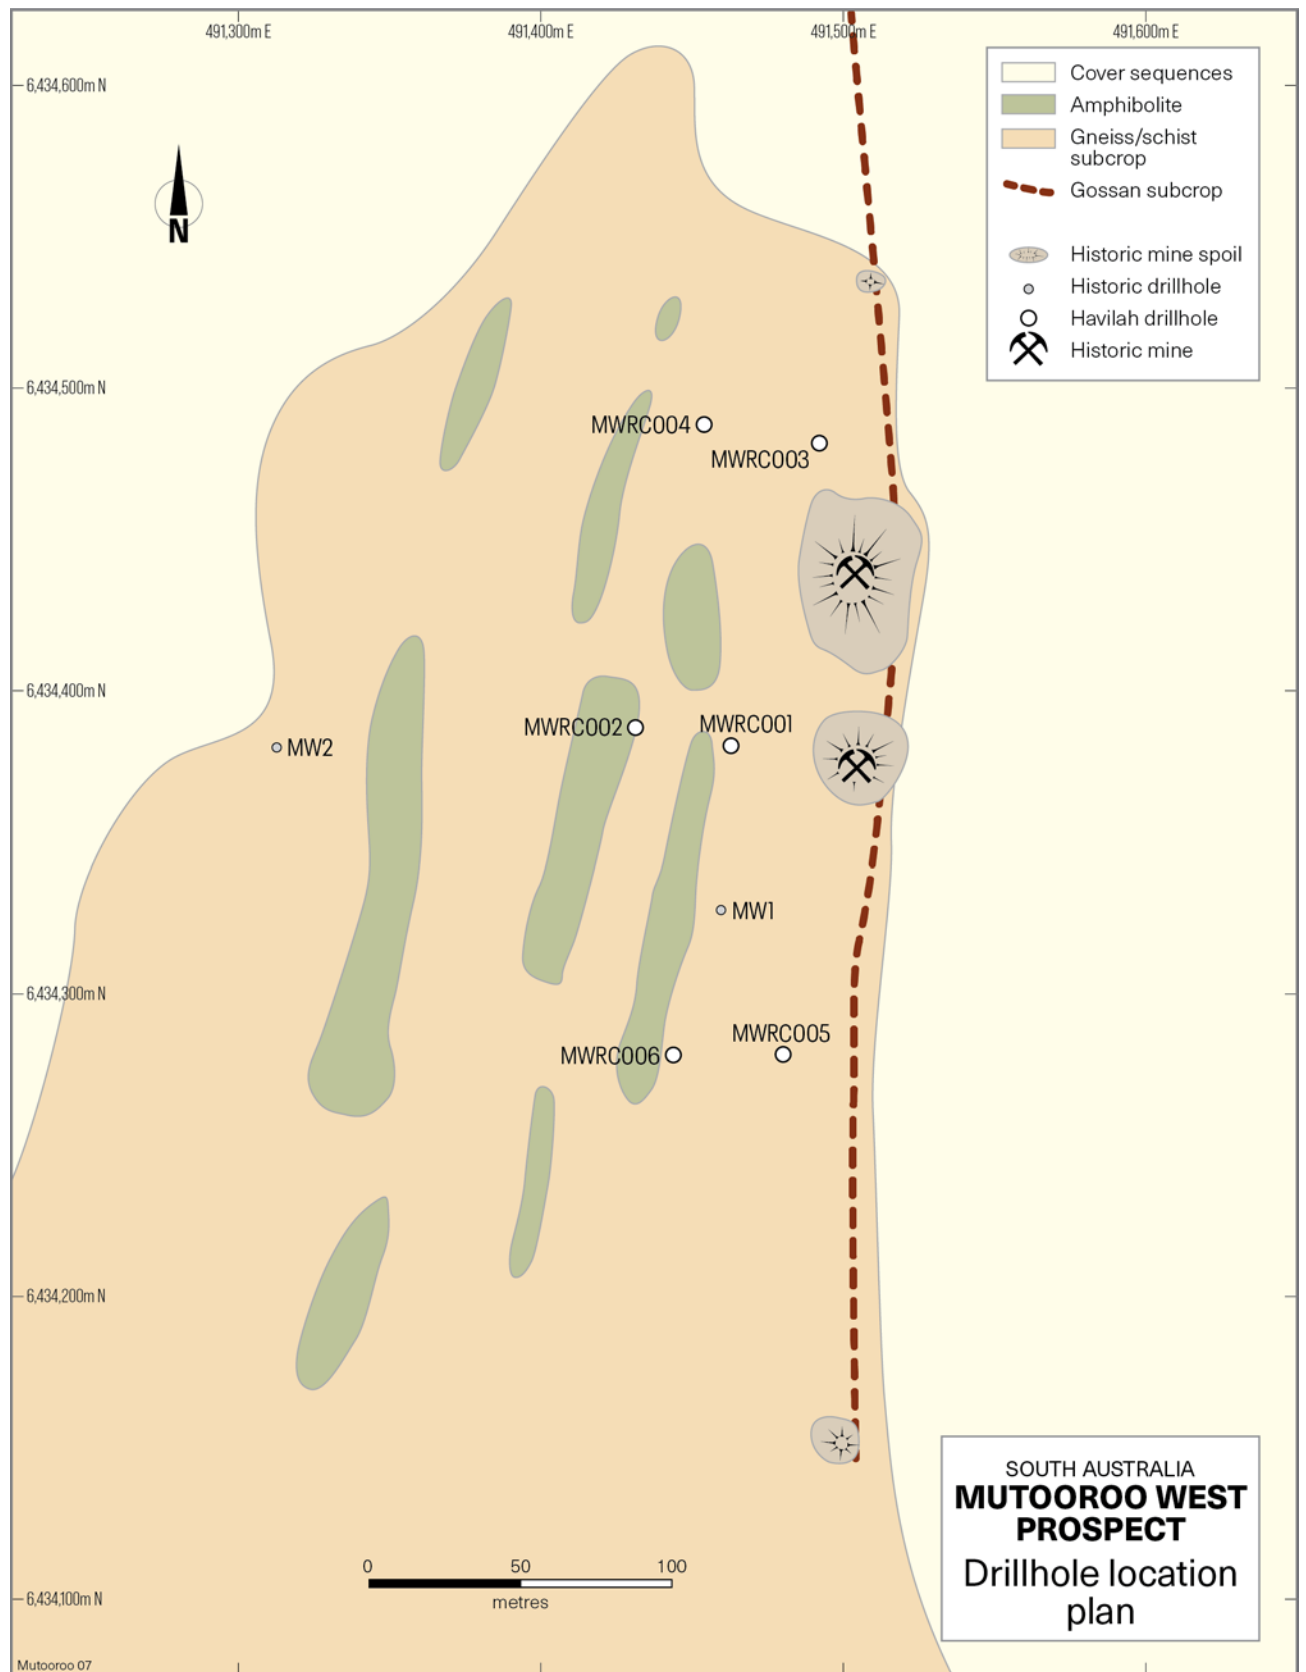 491,300m E
491,400m E
491,500m E
491,600m E
6,434,600m N
6,434,500m N
6,434,400m N
6,434,300m N
6,434,200m N
6,434,100m N
N
Cover sequences
Amphibolite
Gneiss/schist
subcrop
Gossan subcrop
Historic mine spoil
Historic drillhole
Havilah drillhole
Historic mine
MWRC004
MWRC003
MWRC002
MWRC001
MW2
MW1
MWRC005
MWRC006
0 50 100
metres
SOUTH AUSTRALIA
MUTOOROO WEST
PROSPECT
Drillhole location
plan
Mutooroo 07